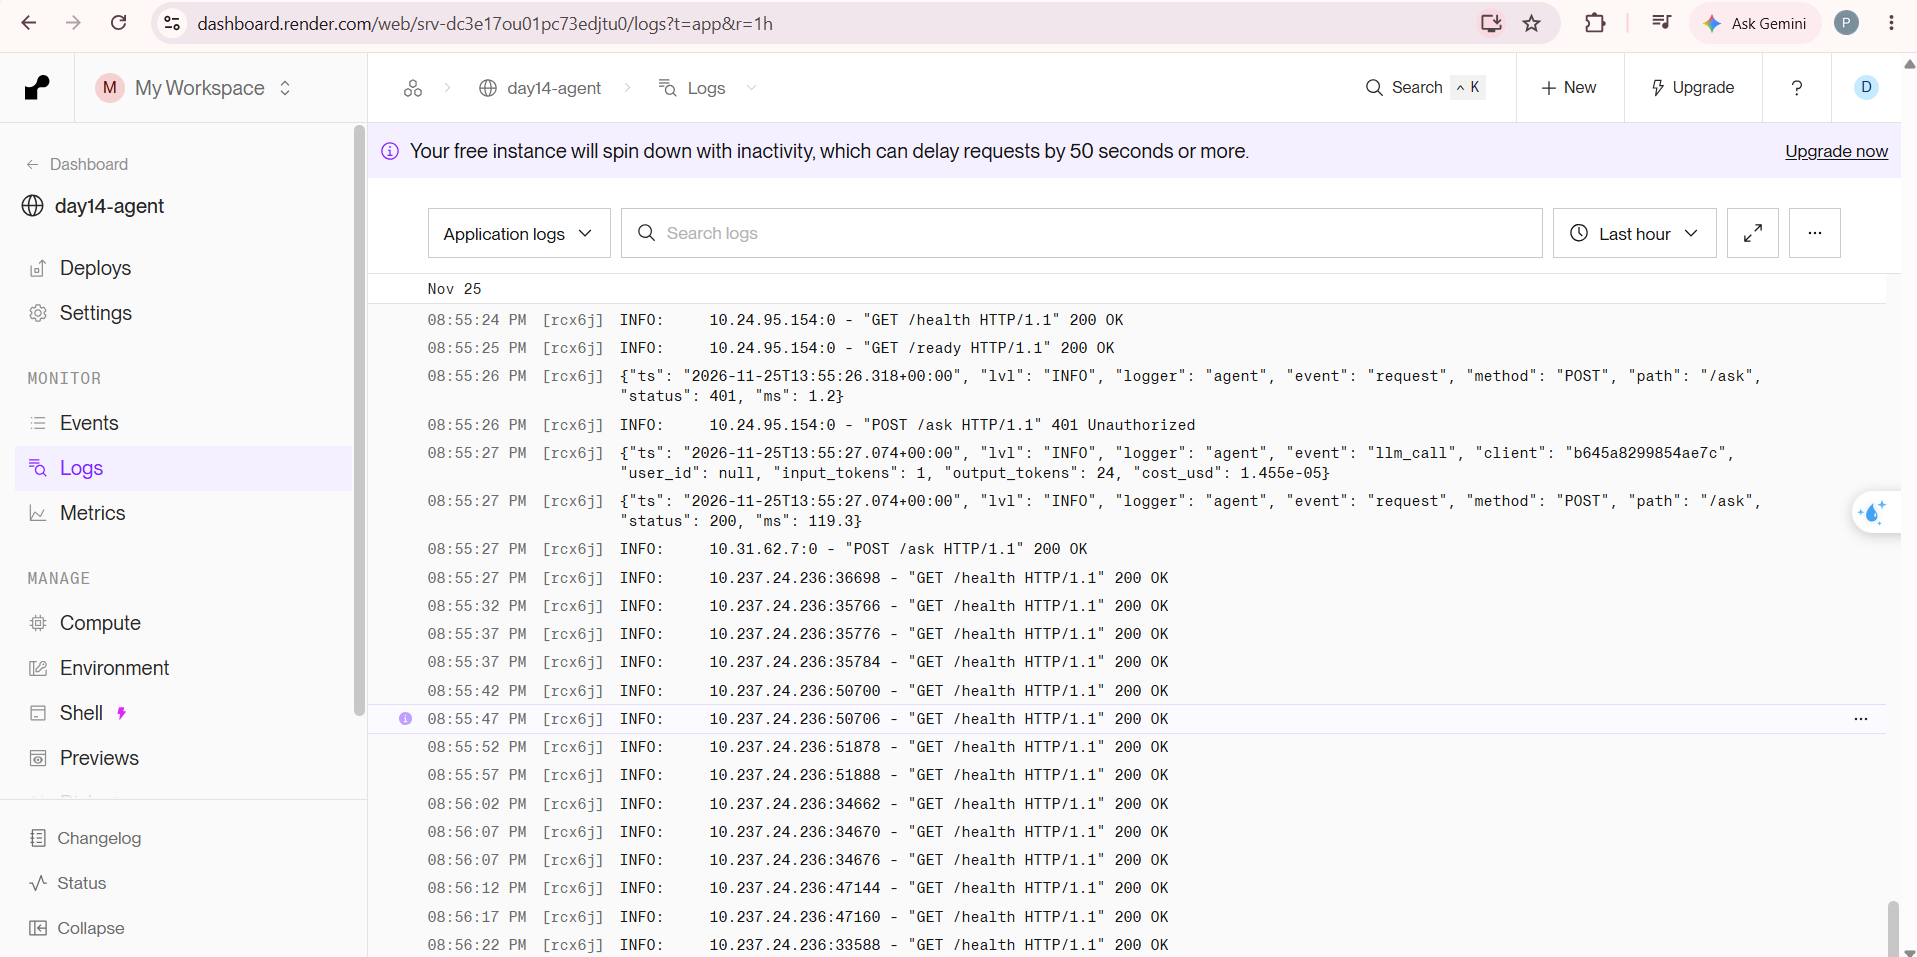 dashboard.render.com/web/srv-dc3e17ou01pc73edjtu0/logs?t=app&r=1h
Ask Gemini
P
M My Workspace
day14-agent
Logs
Search ^ K
+ New
Upgrade
?
D
Your free instance will spin down with inactivity, which can delay requests by 50 seconds or more.
Upgrade now
← Dashboard
day14-agent
Deploys
Settings
MONITOR
Events
Logs
Metrics
MANAGE
Compute
Environment
Shell
Previews
Changelog
Status
Collapse
Application logs
Search logs
Last hour
...
Nov 25
08:55:24 PM [rcx6j] INFO: 10.24.95.154:0 - "GET /health HTTP/1.1" 200 OK
08:55:25 PM [rcx6j] INFO: 10.24.95.154:0 - "GET /ready HTTP/1.1" 200 OK
08:55:26 PM [rcx6j] {"ts": "2026-11-25T13:55:26.318+00:00", "lvl": "INFO", "logger": "agent", "event": "request", "method": "POST", "path": "/ask",
"status": 401, "ms": 1.2}
08:55:26 PM [rcx6j] INFO: 10.24.95.154:0 - "POST /ask HTTP/1.1" 401 Unauthorized
08:55:27 PM [rcx6j] {"ts": "2026-11-25T13:55:27.074+00:00", "lvl": "INFO", "logger": "agent", "event": "llm_call", "client": "b645a8299854ae7c",
"user_id": null, "input_tokens": 1, "output_tokens": 24, "cost_usd": 1.455e-05}
08:55:27 PM [rcx6j] {"ts": "2026-11-25T13:55:27.074+00:00", "lvl": "INFO", "logger": "agent", "event": "request", "method": "POST", "path": "/ask",
"status": 200, "ms": 119.3}
08:55:27 PM [rcx6j] INFO: 10.31.62.7:0 - "POST /ask HTTP/1.1" 200 OK
08:55:27 PM [rcx6j] INFO: 10.237.24.236:36698 - "GET /health HTTP/1.1" 200 OK
08:55:32 PM [rcx6j] INFO: 10.237.24.236:35766 - "GET /health HTTP/1.1" 200 OK
08:55:37 PM [rcx6j] INFO: 10.237.24.236:35776 - "GET /health HTTP/1.1" 200 OK
08:55:37 PM [rcx6j] INFO: 10.237.24.236:35784 - "GET /health HTTP/1.1" 200 OK
08:55:42 PM [rcx6j] INFO: 10.237.24.236:50700 - "GET /health HTTP/1.1" 200 OK
08:55:47 PM [rcx6j] INFO: 10.237.24.236:50706 - "GET /health HTTP/1.1" 200 OK ...
08:55:52 PM [rcx6j] INFO: 10.237.24.236:51878 - "GET /health HTTP/1.1" 200 OK
08:55:57 PM [rcx6j] INFO: 10.237.24.236:51888 - "GET /health HTTP/1.1" 200 OK
08:56:02 PM [rcx6j] INFO: 10.237.24.236:34662 - "GET /health HTTP/1.1" 200 OK
08:56:07 PM [rcx6j] INFO: 10.237.24.236:34670 - "GET /health HTTP/1.1" 200 OK
08:56:07 PM [rcx6j] INFO: 10.237.24.236:34676 - "GET /health HTTP/1.1" 200 OK
08:56:12 PM [rcx6j] INFO: 10.237.24.236:47144 - "GET /health HTTP/1.1" 200 OK
08:56:17 PM [rcx6j] INFO: 10.237.24.236:47160 - "GET /health HTTP/1.1" 200 OK
08:56:22 PM [rcx6j] INFO: 10.237.24.236:33588 - "GET /health HTTP/1.1" 200 OK